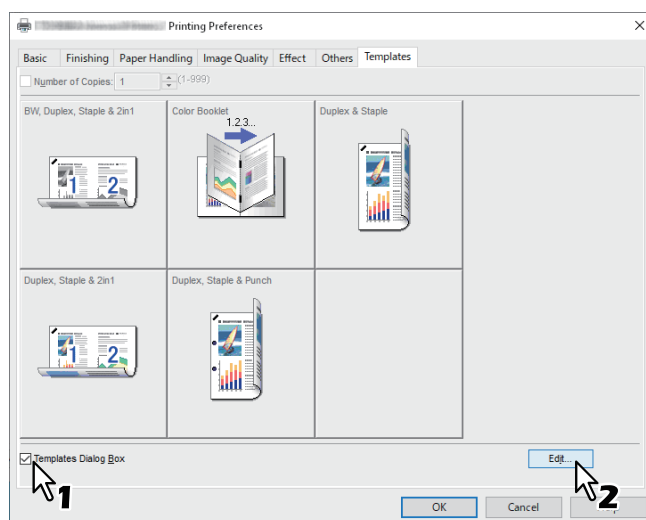 Printing Preferences
Basic Finishing Paper Handling Image Quality Effect Others Templates
Number of Copies: 1 (1-999)
BW, Duplex, Staple & 2in1 Color Booklet Duplex & Staple
1.2.3...
1 2
Duplex, Staple & 2in1 Duplex, Staple & Punch
1 2
Templates Dialog Box Edit...
1 2
OK Cancel